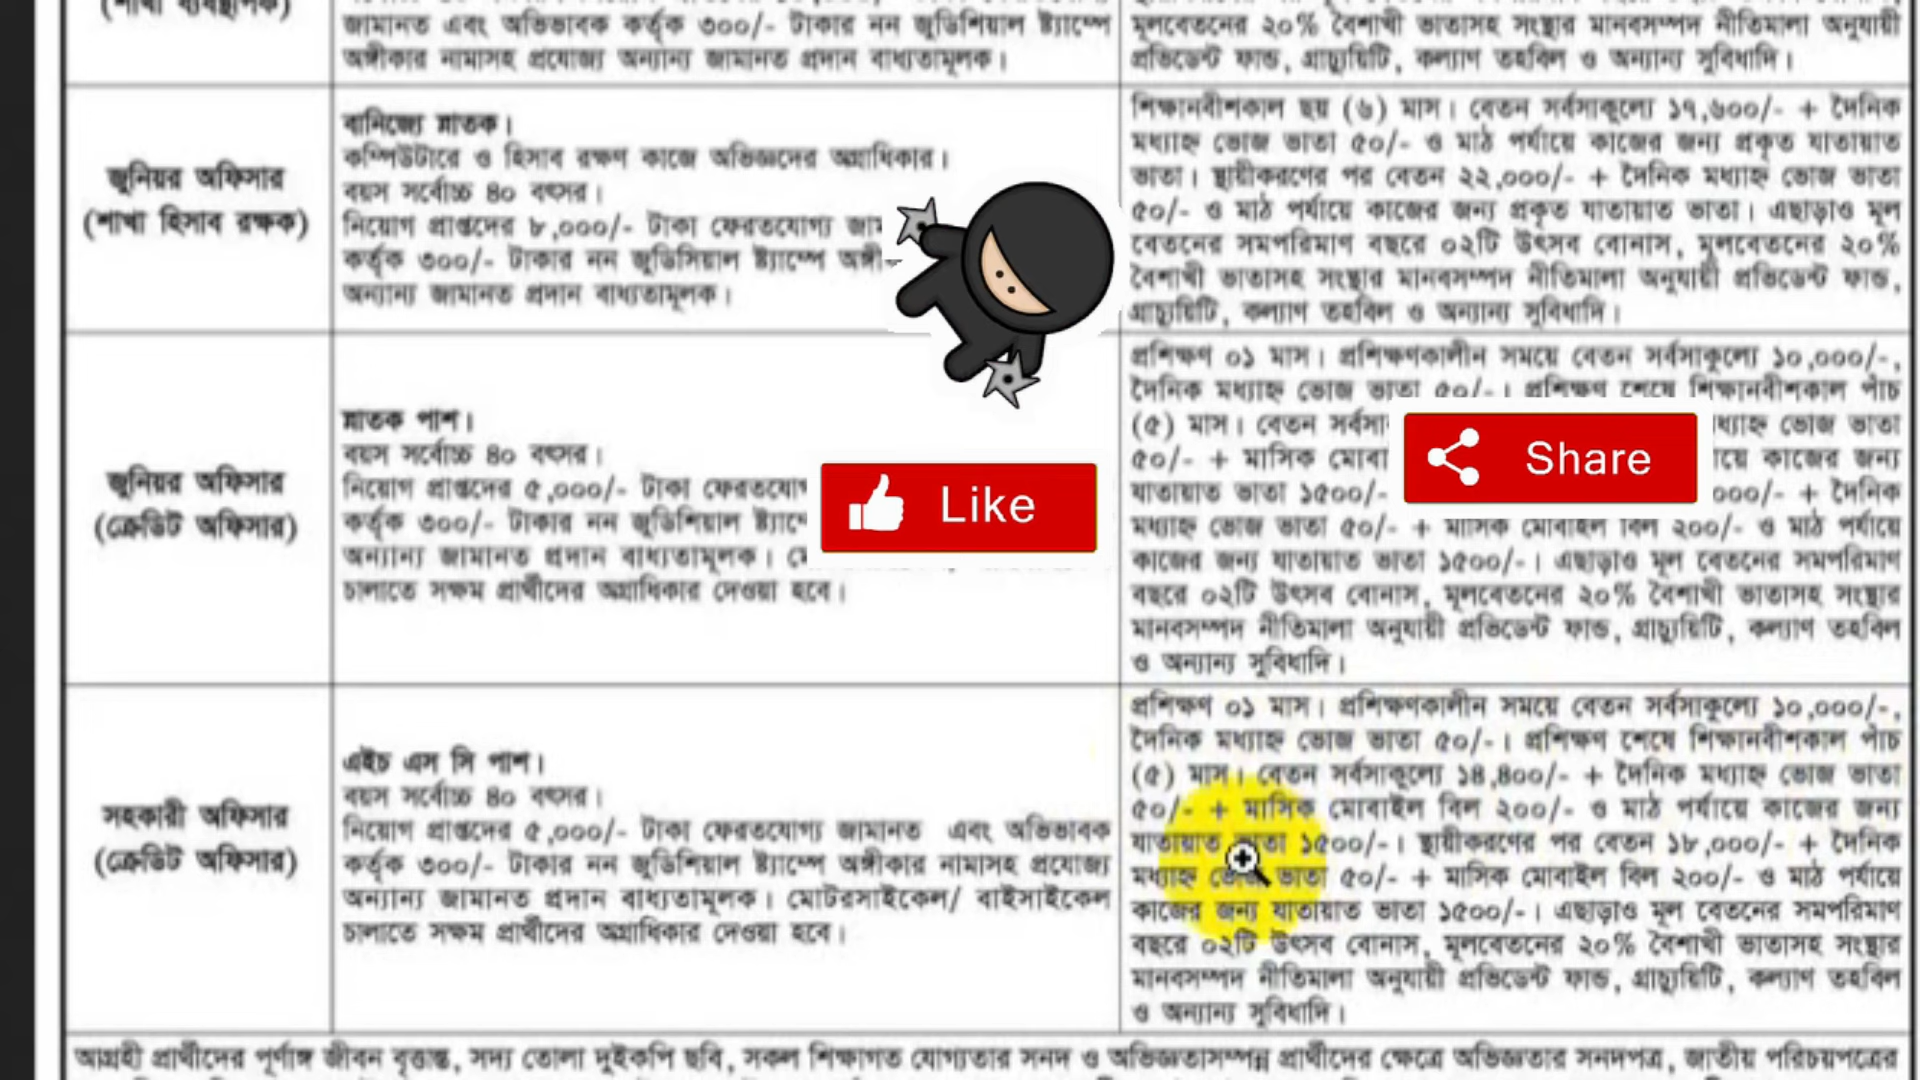 (শাখা ব্যবস্থাপক)
জামানত এবং অভিভাবক কর্তৃক ৩০০/- টাকার নন জুডিশিয়াল ষ্ট্যাম্পে
অঙ্গীকার নামাসহ প্রযোজ্য অন্যান্য জামানত প্রদান বাধ্যতামূলক।
মূলবেতনের ২০% বৈশাখী ভাতাসহ সংস্থার মানবসম্পদ নীতিমালা অনুযায়ী
প্রভিডেন্ট ফান্ড, গ্রাচ্যুয়িটি, কল্যাণ তহবিল ও অন্যান্য সুবিধাদি।
জুনিয়র অফিসার
(শাখা হিসাব রক্ষক)
বানিজ্যে স্নাতক।
কম্পিউটারে ও হিসাব রক্ষণ কাজে অভিজ্ঞদের অগ্রাধিকার।
বয়স সর্বোচ্চ ৪০ বৎসর।
নিয়োগ প্রাপ্তদের ৮,০০০/- টাকা ফেরতযোগ্য
কর্তৃক ৩০০/- টাকার নন জুডিসিয়াল ষ্ট্যাম্পে
অন্যান্য জামানত প্রদান বাধ্যতামূলক।
শিক্ষানবীশকাল ছয় (৬) মাস। বেতন সর্বসাকূল্যে ১৭,৬০০/- + দৈনিক
মধ্যাহ্ন ভোজ ভাতা ৫০/- ও মাঠ পর্যায়ে কাজের জন্য প্রকৃত যাতায়াত
ভাতা। স্থায়ীকরণের পর বেতন ২২,০০০/- + দৈনিক মধ্যাহ্ন ভোজ ভাতা
৫০/- ও মাঠ পর্যায়ে কাজের জন্য প্রকৃত যাতায়াত ভাতা। এছাড়াও মূল
বেতনের সমপরিমাণ বছরে ০২টি উৎসব বোনাস, মূলবেতনের ২০%
বৈশাখী ভাতাসহ সংস্থার মানবসম্পদ নীতিমালা অনুযায়ী প্রভিডেন্ট ফান্ড,
গ্রাচ্যুয়িটি, কল্যাণ তহবিল ও অন্যান্য সুবিধাদি।
জুনিয়র অফিসার
(ক্রেডিট অফিসার)
স্নাতক পাশ।
বয়স সর্বোচ্চ ৪০ বৎসর।
নিয়োগ প্রাপ্তদের ৫,০০০/- টাকা
কর্তৃক ৩০০/- টাকার নন জুডিশিয়াল
অন্যান্য জামানত প্রদান বাধ্যতামূলক।
চালাতে সক্ষম প্রার্থীদের অগ্রাধিকার দেওয়া হবে।
Like
প্রশিক্ষণ ০১ মাস। প্রশিক্ষণকালীন সময়ে বেতন সর্বসাকূল্যে ১০,০০০/-,
দৈনিক মধ্যাহ্ন ভোজ ভাতা ৫০/-। প্রশিক্ষণ শেষে শিক্ষানবীশকাল পাঁচ
(৫) মাস। বেতন ভোজ ভাতা
৫০/- + মাসিক কাজের জন্য
যাতায়াত ভাতা ১৫০০/- + দৈনিক
মধ্যাহ্ন ভোজ ভাতা ৫০/- + মাসিক মোবাইল বিল ২০০/- ও মাঠ পর্যায়ে
কাজের জন্য যাতায়াত ভাতা ১৫০০/-। এছাড়াও মূল বেতনের সমপরিমাণ
বছরে ০২টি উৎসব বোনাস, মূলবেতনের ২০% বৈশাখী ভাতাসহ সংস্থার
মানবসম্পদ নীতিমালা অনুযায়ী প্রভিডেন্ট ফান্ড, গ্রাচ্যুয়িটি, কল্যাণ তহবিল
ও অন্যান্য সুবিধাদি।
Share
সহকারী অফিসার
(ক্রেডিট অফিসার)
এইচ এস সি পাশ।
বয়স সর্বোচ্চ ৪০ বৎসর।
নিয়োগ প্রাপ্তদের ৫,০০০/- টাকা ফেরতযোগ্য জামানত এবং অভিভাবক
কর্তৃক ৩০০/- টাকার নন জুডিশিয়াল ষ্ট্যাম্পে অঙ্গীকার নামাসহ প্রযোজ্য
অন্যান্য জামানত প্রদান বাধ্যতামূলক। মোটরসাইকেল/ বাইসাইকেল
চালাতে সক্ষম প্রার্থীদের অগ্রাধিকার দেওয়া হবে।
প্রশিক্ষণ ০১ মাস। প্রশিক্ষণকালীন সময়ে বেতন সর্বসাকূল্যে ১০,০০০/-,
দৈনিক মধ্যাহ্ন ভোজ ভাতা ৫০/-। প্রশিক্ষণ শেষে শিক্ষানবীশকাল পাঁচ
(৫) মাস। বেতন সর্বসাকূল্যে ১৪,৪০০/- + দৈনিক মধ্যাহ্ন ভোজ ভাতা
৫০/- + মাসিক মোবাইল বিল ২০০/- ও মাঠ পর্যায়ে কাজের জন্য
যাতায়াত ভাতা ১৫০০/-। স্থায়ীকরণের পর বেতন ১৮,০০০/- + দৈনিক
মধ্যাহ্ন ভোজ ভাতা ৫০/- + মাসিক মোবাইল বিল ২০০/- ও মাঠ পর্যায়ে
কাজের জন্য যাতায়াত ভাতা ১৫০০/-। এছাড়াও মূল বেতনের সমপরিমাণ
বছরে ০২টি উৎসব বোনাস, মূলবেতনের ২০% বৈশাখী ভাতাসহ সংস্থার
মানবসম্পদ নীতিমালা অনুযায়ী প্রভিডেন্ট ফান্ড, গ্রাচ্যুয়িটি, কল্যাণ তহবিল
ও অন্যান্য সুবিধাদি।
আগ্রহী প্রার্থীদের পূর্ণাঙ্গ জীবন বৃত্তান্ত, সদ্য তোলা দুইকপি ছবি, সকল শিক্ষাগত যোগ্যতার সনদ ও অভিজ্ঞতাসম্পন্ন প্রার্থীদের ক্ষেত্রে অভিজ্ঞতার সনদপত্র, জাতীয় পরিচয়পত্রের